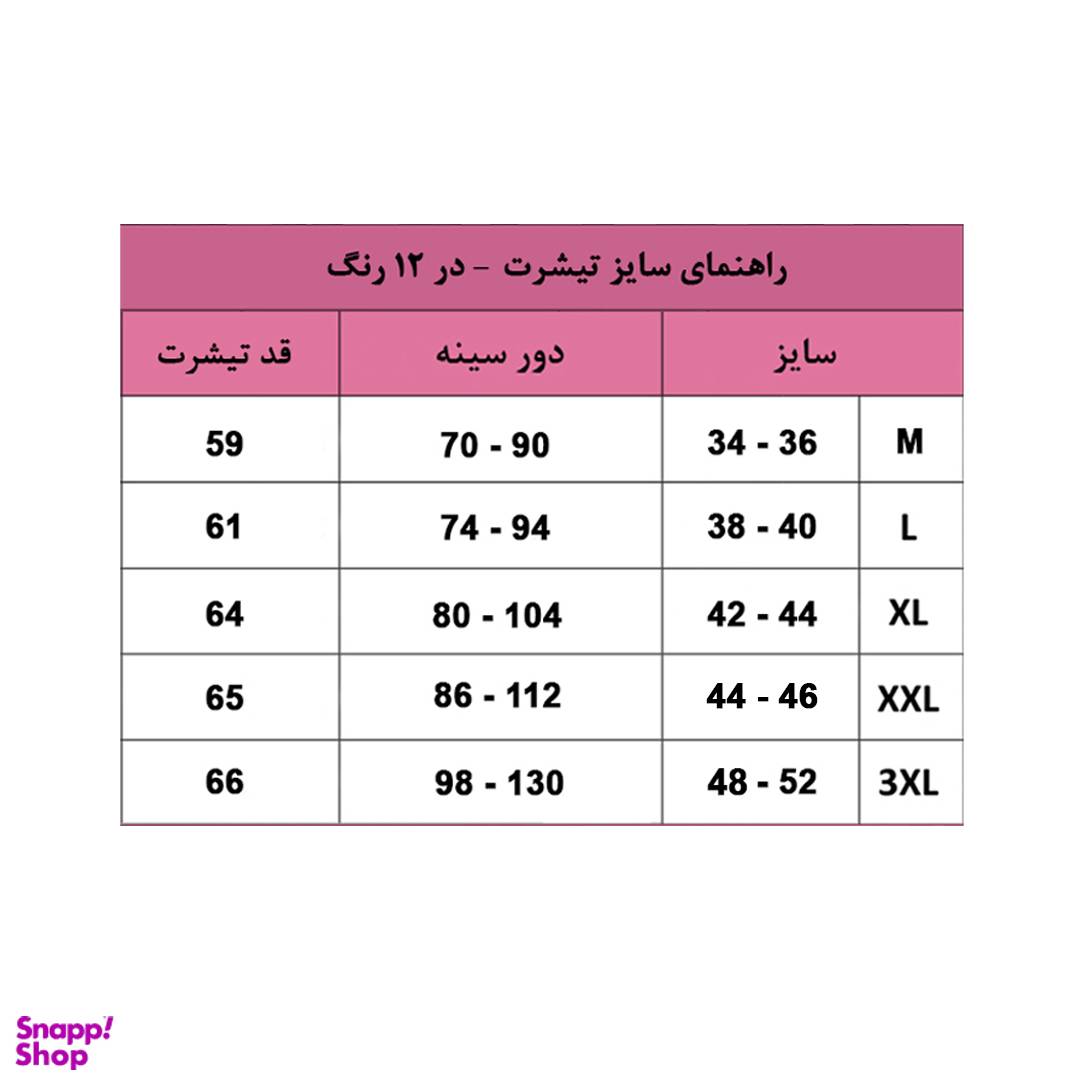 راهنمای سایز تیشرت - در ۱۲ رنگ
سایز دور سینه قد تیشرت
M 34 - 36 70 - 90 59
L 38 - 40 74 - 94 61
XL 42 - 44 80 - 104 64
XXL 44 - 46 86 - 112 65
3XL 48 - 52 98 - 130 66
Snapp!
Shop